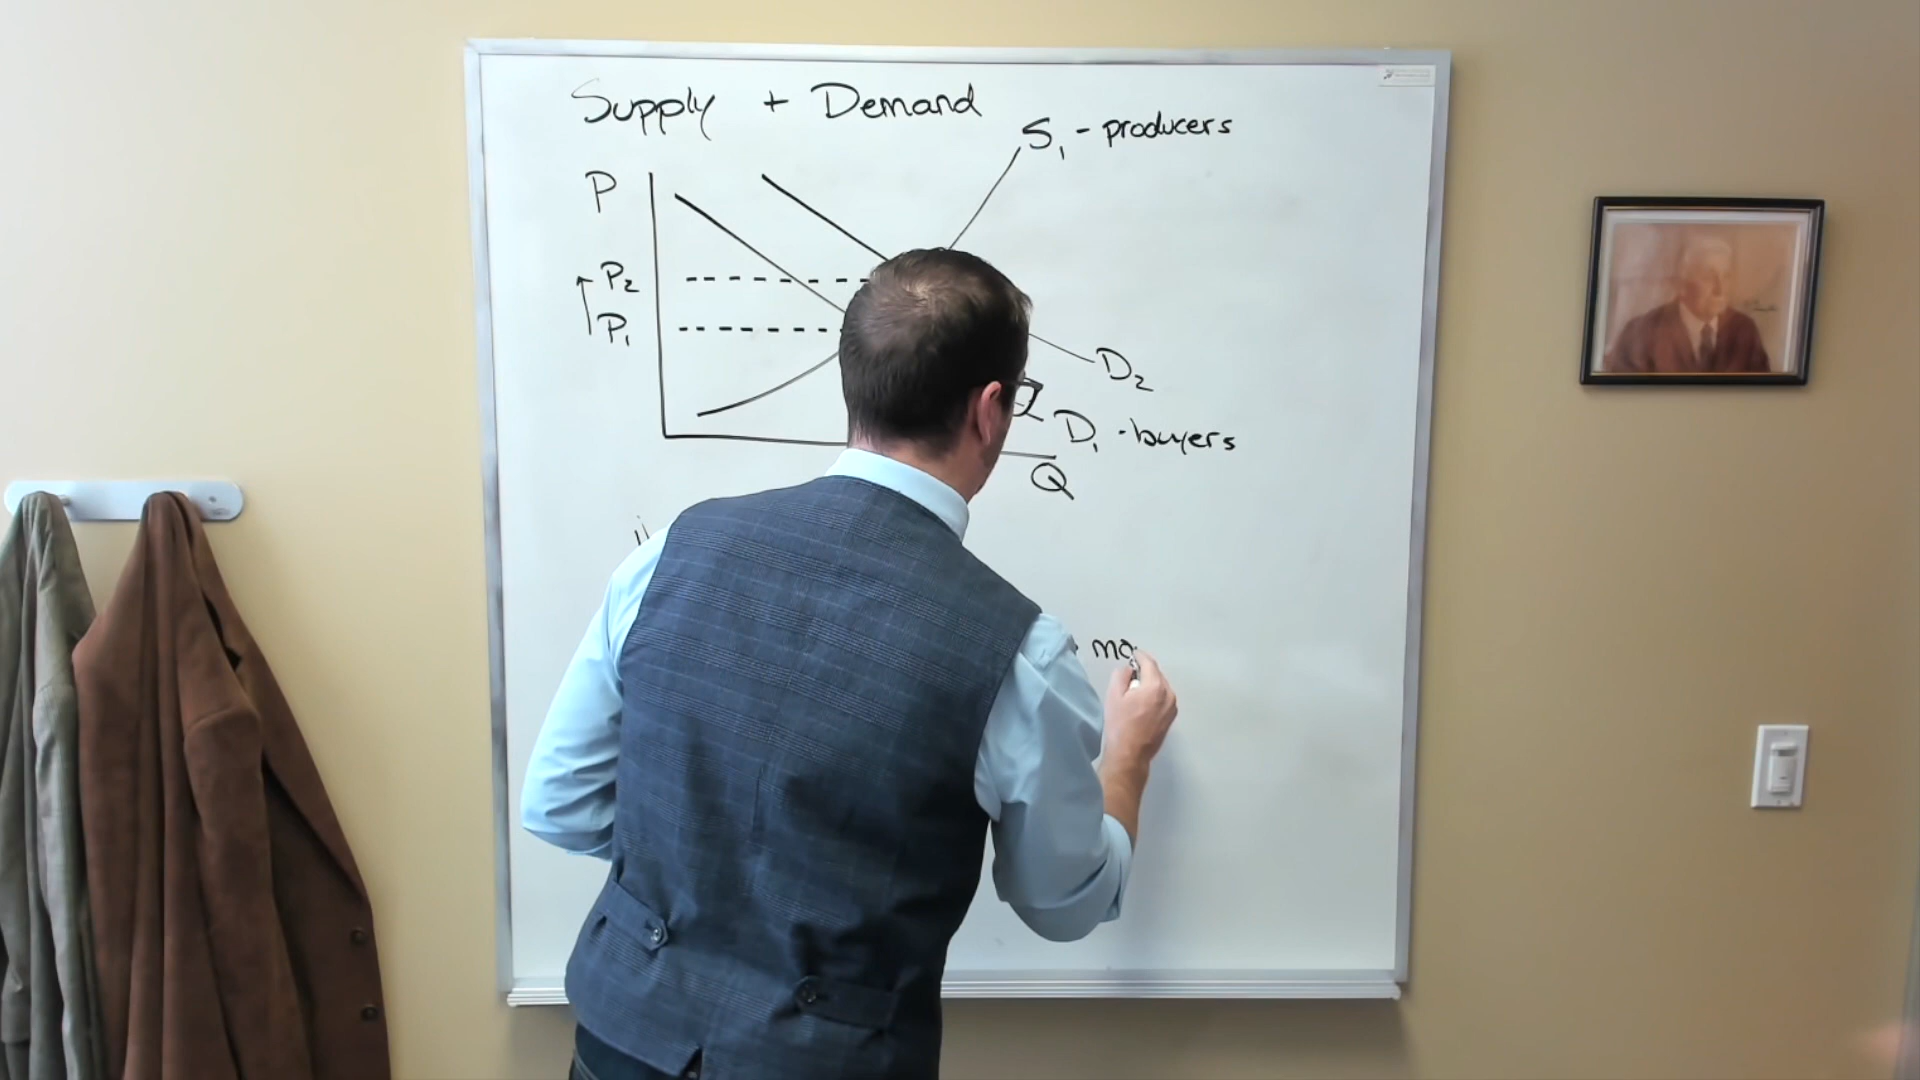 Supply + Demand
S1 - producers
P
P2
P1
D2
D1 - buyers
Q